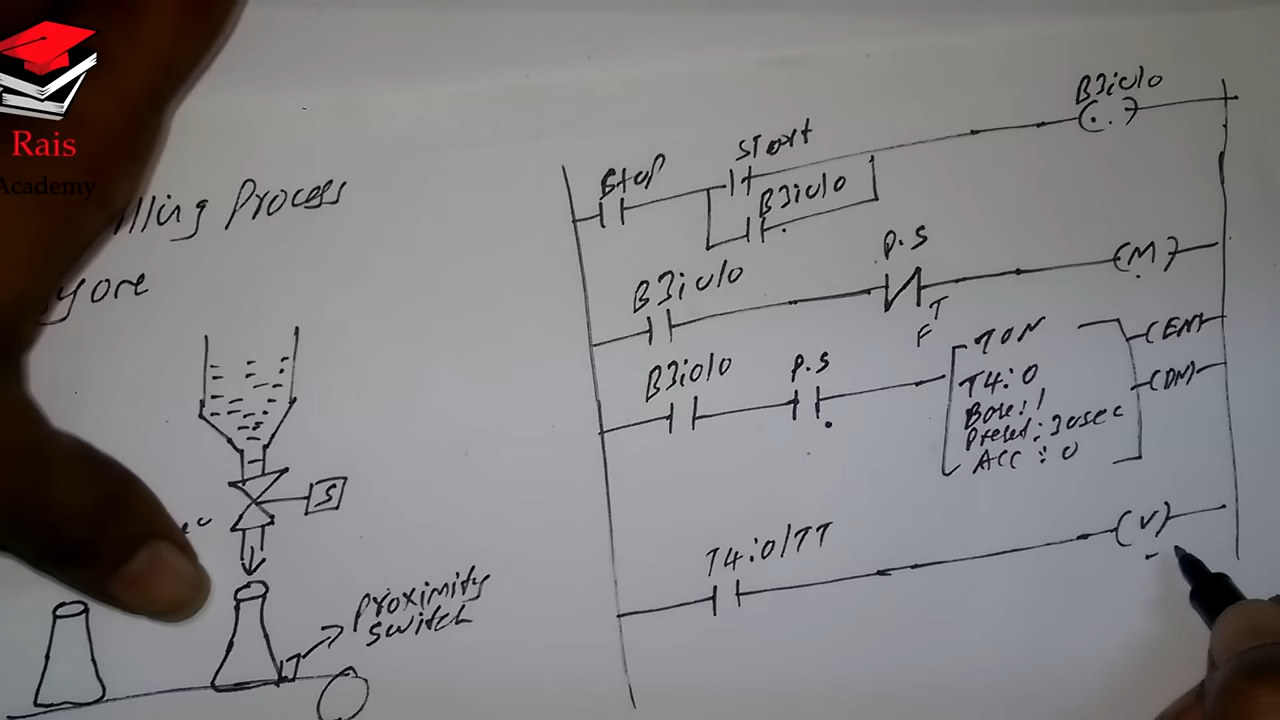 Rais
Academy
illing Process
yore
S
Proximity
switch
Stop
Start
B3:0/0
B3:0/0
B3:0/0
P.S
(M)
F T
B3:0/0
P.S
TON
T4:0
Base: 1
Preset: 30sec
Acc : 0
(EN)
(DN)
T4:0/TT
(V)